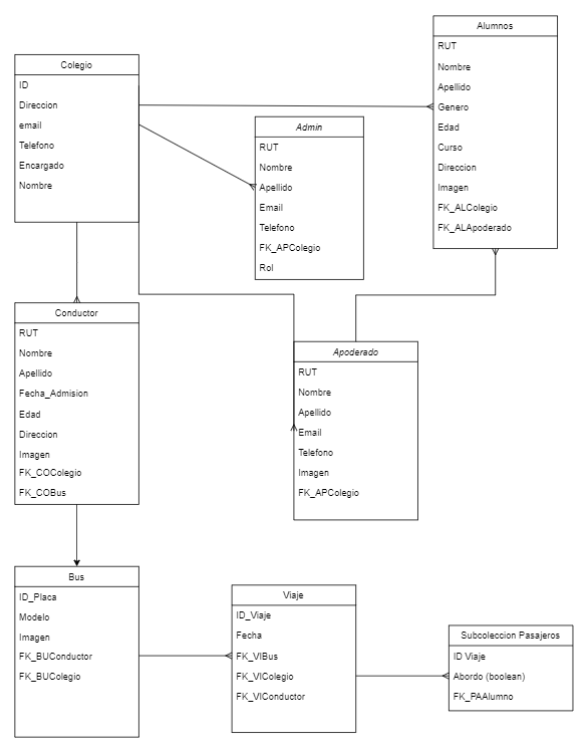 Alumnos
RUT
Nombre
Apellido
Genero
Edad
Curso
Direccion
Imagen
FK_ALColegio
FK_ALApoderado
Colegio
ID
Direccion
email
Telefono
Encargado
Nombre
Admin
RUT
Nombre
Apellido
Email
Telefono
FK_APColegio
Rol
Conductor
RUT
Nombre
Apellido
Fecha_Admision
Edad
Direccion
Imagen
FK_COColegio
FK_COBus
Apoderado
RUT
Nombre
Apellido
Email
Telefono
Imagen
FK_APColegio
Bus
ID_Placa
Modelo
Imagen
FK_BUConductor
FK_BUColegio
Viaje
ID_Viaje
Fecha
FK_VIBus
FK_VIColegio
FK_VIConductor
Subcoleccion Pasajeros
ID Viaje
Abordo (boolean)
FK_PAAlumno